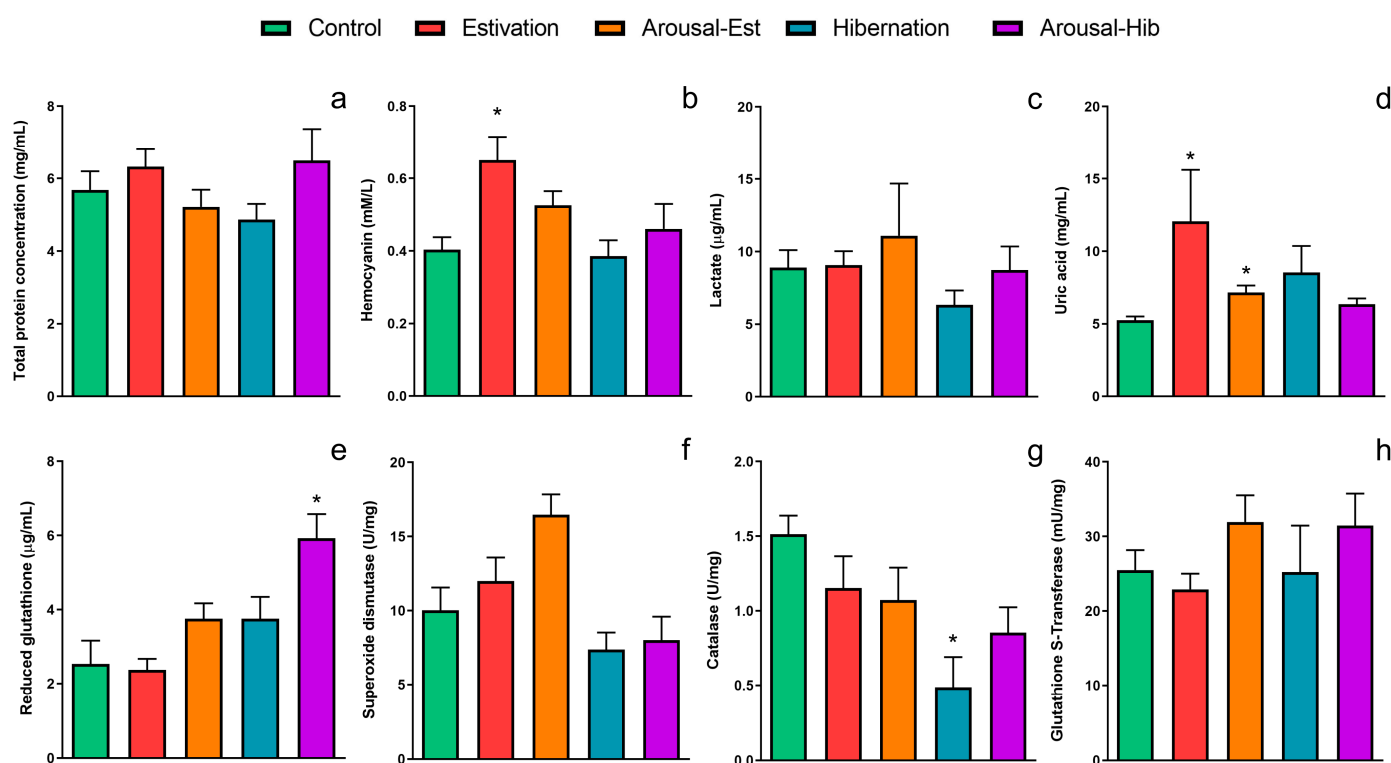 Control Estivation Arousal-Est Hibernation Arousal-Hib
a
Total protein concentration (mg/mL)
8
6
4
2
0
b
Hemocyanin (mM/L)
0.8
0.6
0.4
0.2
0.0
*
c
Lactate (µg/mL)
20
15
10
5
0
d
Uric acid (mg/mL)
20
15
10
5
0
*
*
e
Reduced glutathione (µg/mL)
8
6
4
2
0
*
f
Superoxide dismutase (U/mg)
20
15
10
5
0
g
Catalase (U/mg)
2.0
1.5
1.0
0.5
0.0
*
h
Glutathione S-Transferase (mU/mg)
40
30
20
10
0